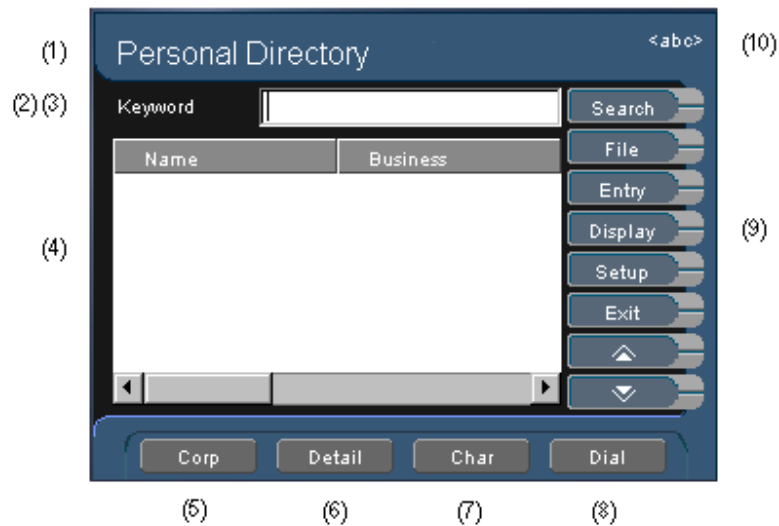 (1) Personal Directory <abc> (10)
(2)(3) Keyword Search
Name Business File
Entry
(4) Display (9)
Setup
Exit
Corp Detail Char Dial
(5) (6) (7) (8)